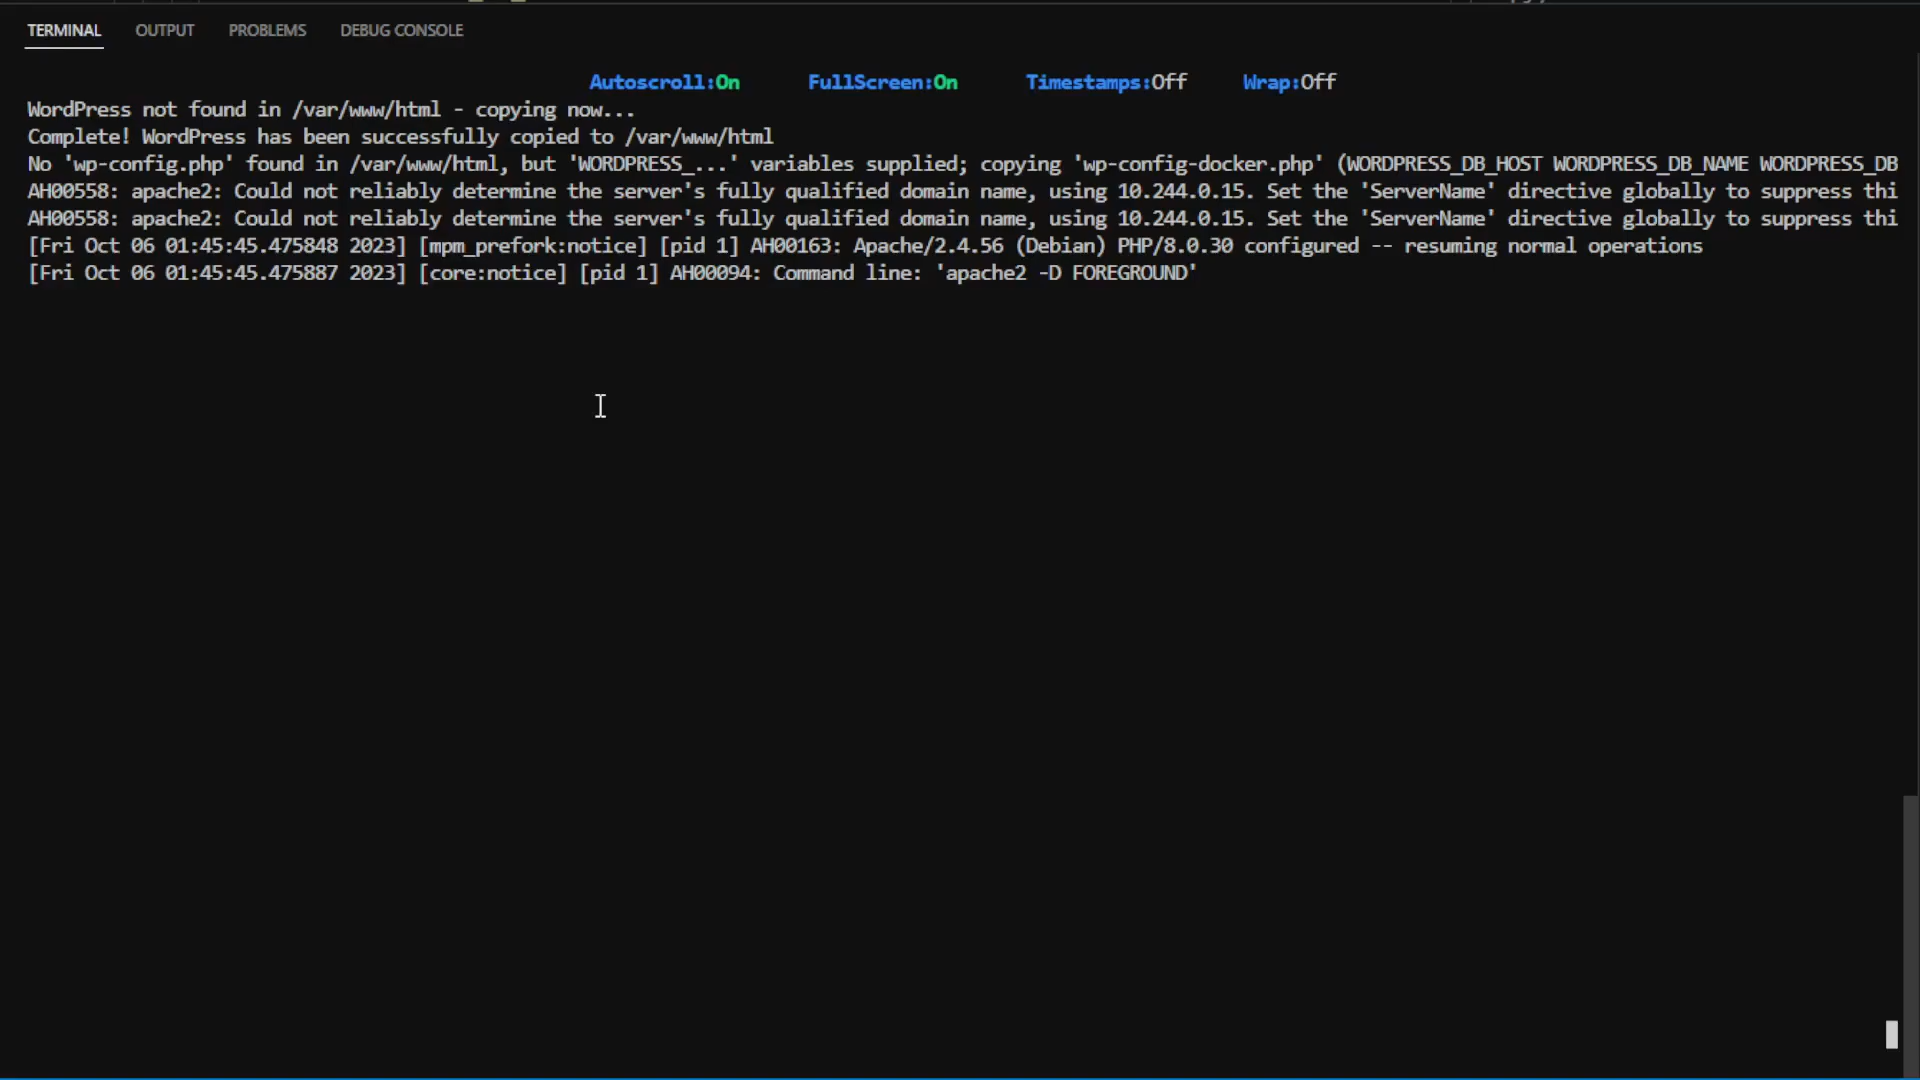 TERMINAL OUTPUT PROBLEMS DEBUG CONSOLE
Autoscroll:On FullScreen:On Timestamps:Off Wrap:Off
WordPress not found in /var/www/html - copying now...
Complete! WordPress has been successfully copied to /var/www/html
No 'wp-config.php' found in /var/www/html, but 'WORDPRESS_...' variables supplied; copying 'wp-config-docker.php' (WORDPRESS_DB_HOST WORDPRESS_DB_NAME WORDPRESS_DB
AH00558: apache2: Could not reliably determine the server's fully qualified domain name, using 10.244.0.15. Set the 'ServerName' directive globally to suppress thi
AH00558: apache2: Could not reliably determine the server's fully qualified domain name, using 10.244.0.15. Set the 'ServerName' directive globally to suppress thi
[Fri Oct 06 01:45:45.475848 2023] [mpm_prefork:notice] [pid 1] AH00163: Apache/2.4.56 (Debian) PHP/8.0.30 configured -- resuming normal operations
[Fri Oct 06 01:45:45.475887 2023] [core:notice] [pid 1] AH00094: Command line: 'apache2 -D FOREGROUND'